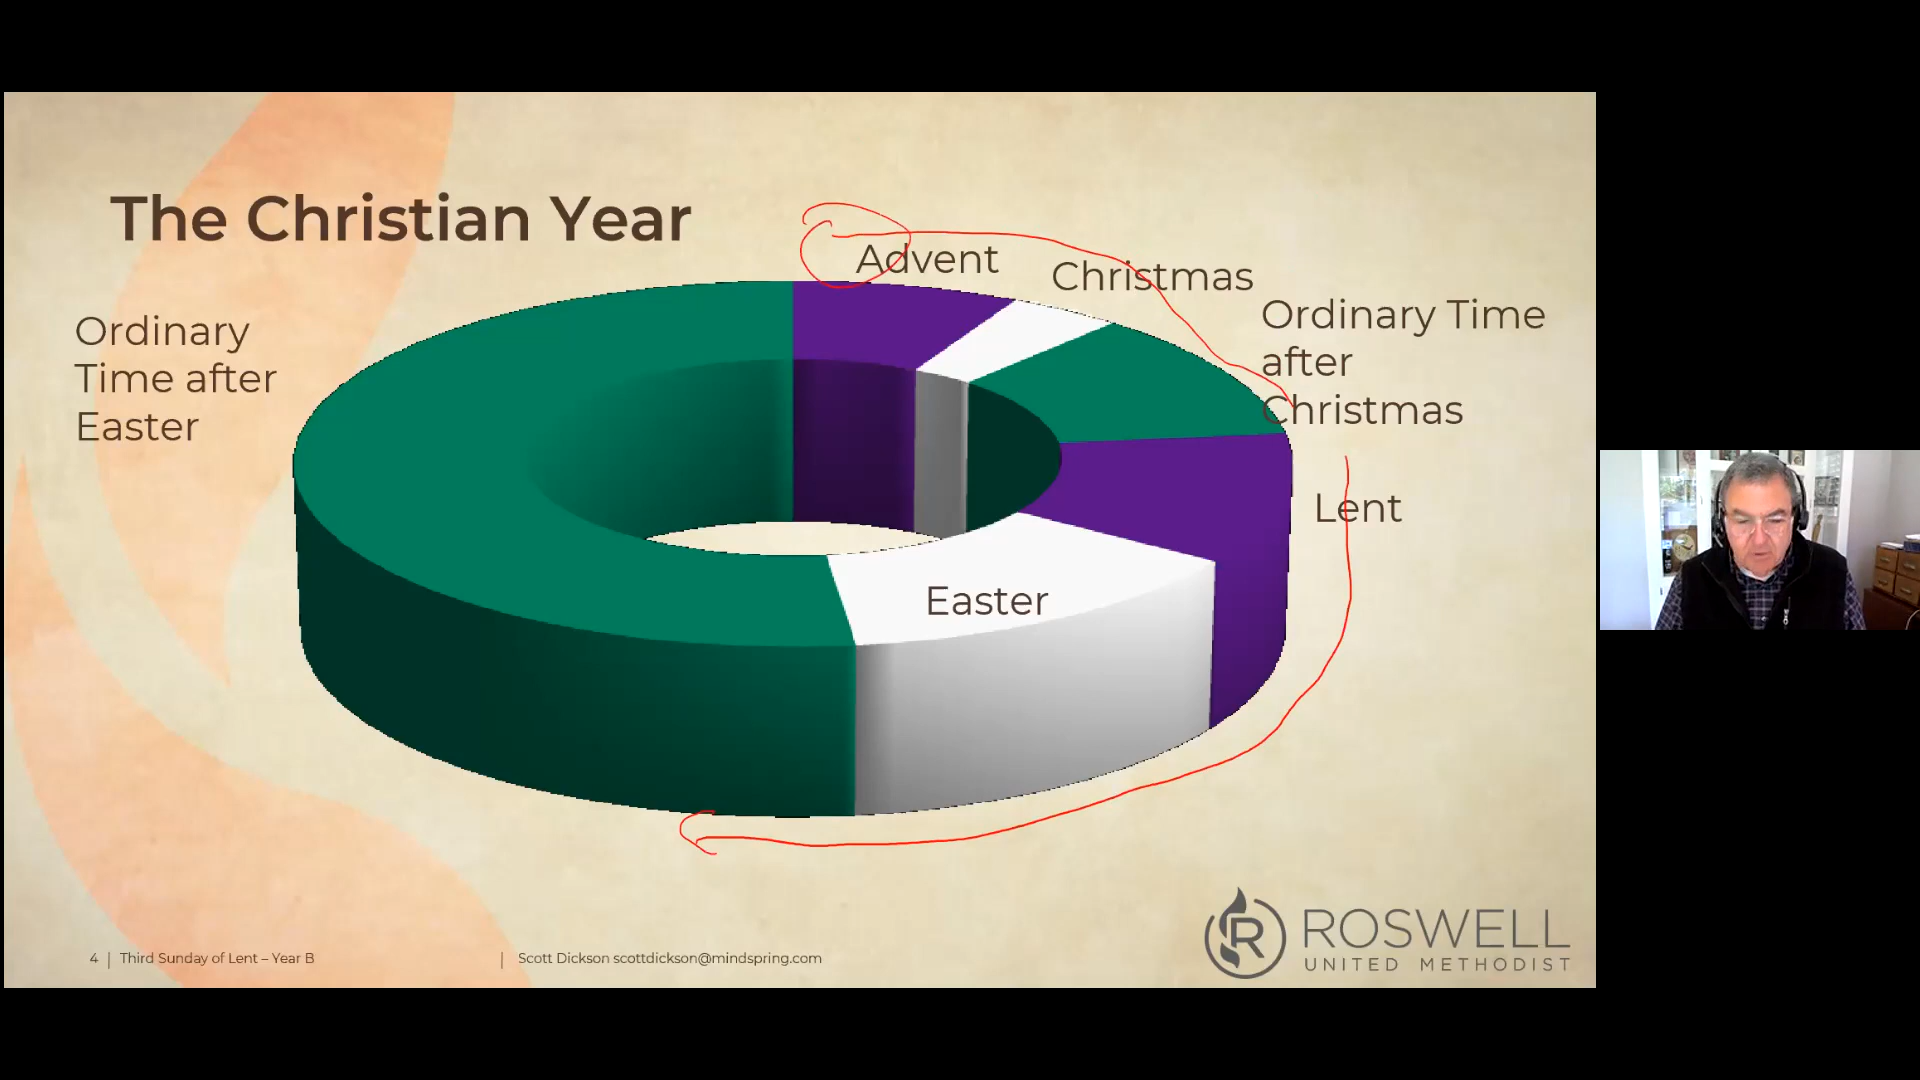 The Christian Year
Advent
Christmas
Ordinary Time
after
Christmas
Ordinary
Time after
Easter
Lent
Easter
4 | Third Sunday of Lent – Year B | Scott Dickson scottdickson@mindspring.com
R ROSWELL
UNITED METHODIST